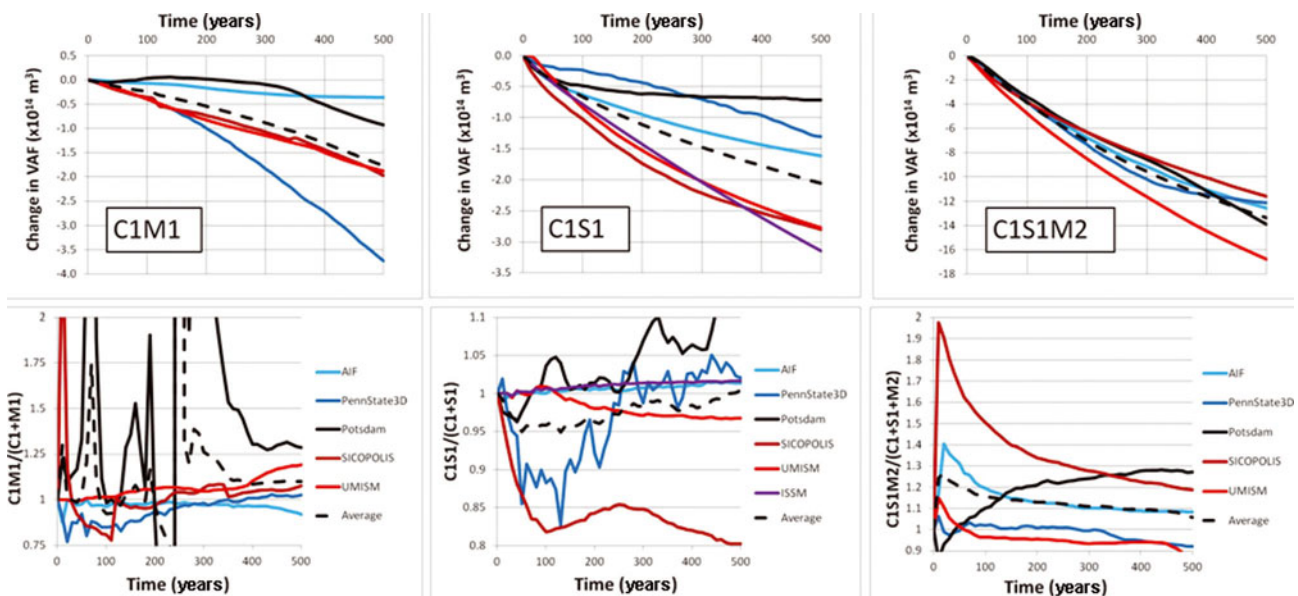 Time (years)
0 100 200 300 400 500
0.5
0.0
-0.5
-1.0
-1.5
-2.0
-2.5
-3.0
-3.5
-4.0
Change in VAF (x10¹⁴ m³)
C1M1
Time (years)
0 100 200 300 400 500
0.0
-0.5
-1.0
-1.5
-2.0
-2.5
-3.0
-3.5
Change in VAF (x10¹⁴ m³)
C1S1
Time (years)
0 100 200 300 400 500
0
-2
-4
-6
-8
-10
-12
-14
-16
-18
Change in VAF (x10¹⁴ m³)
C1S1M2
2
1.75
1.5
1.25
1
0.75
C1M1/(C1+M1)
0 100 200 300 400 500
Time (years)
AIF
PennState3D
Potsdam
SICOPOLIS
UMISM
Average
1.1
1.05
1
0.95
0.9
0.85
0.8
C1S1/(C1+S1)
0 100 200 300 400 500
Time (years)
AIF
PennState3D
Potsdam
SICOPOLIS
UMISM
ISSM
Average
2
1.9
1.8
1.7
1.6
1.5
1.4
1.3
1.2
1.1
1
0.9
C1S1M2/(C1+S1+M2)
0 100 200 300 400 500
Time (years)
AIF
PennState3D
Potsdam
SICOPOLIS
UMISM
Average